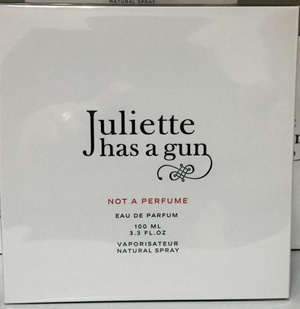 NATURAL SPRAY
Juliette
has a gun
NOT A PERFUME
EAU DE PARFUM
100 ML
3.3 FL.OZ
VAPORISATEUR
NATURAL SPRAY